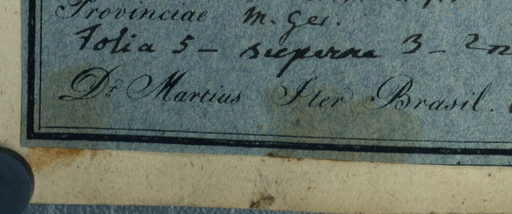 Provinciae M. Ger.
folia 5 - superne 3 - 2n
Dr. Martius Iter Brasil.